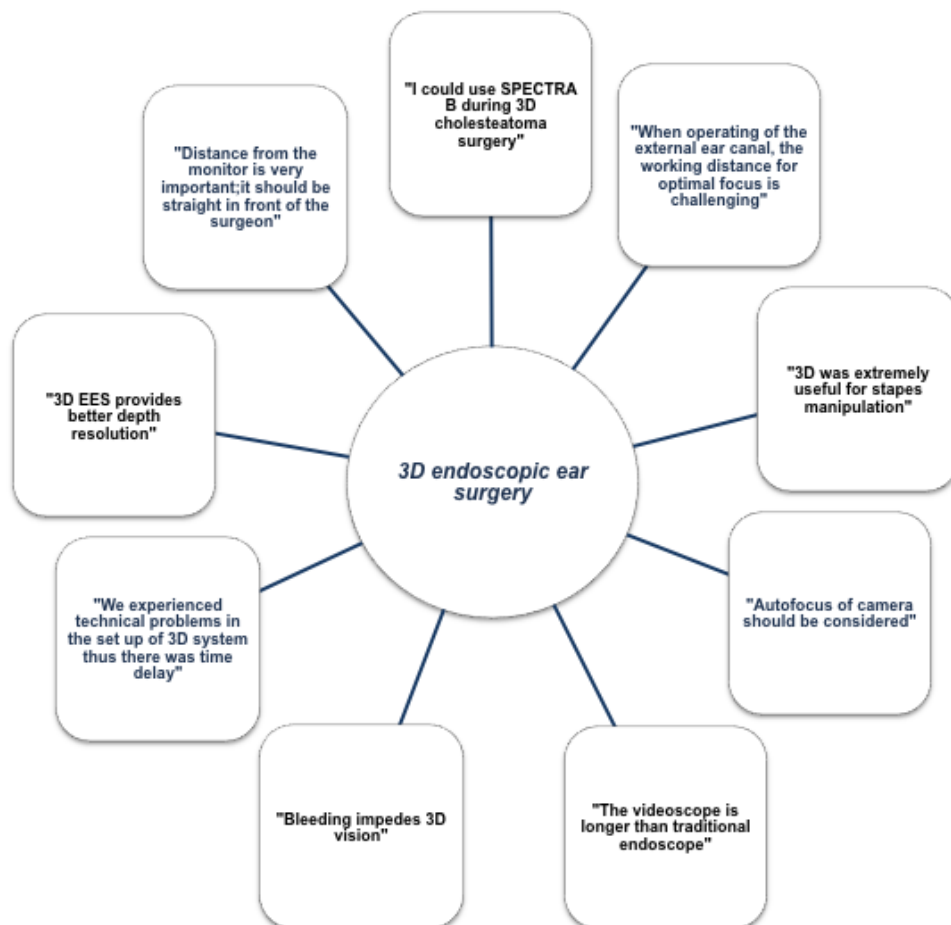 "I could use SPECTRA
B during 3D
cholesteatoma
surgery"
"When operating of the
external ear canal, the
working distance for
optimal focus is
challenging"
"3D was extremely
useful for stapes
manipulation"
"Autofocus of camera
should be considered"
"The videoscope is
longer than traditional
endoscope"
"Bleeding impedes 3D
vision"
"We experienced
technical problems in
the set up of 3D system
thus there was time
delay"
"3D EES provides
better depth
resolution"
"Distance from the
monitor is very
important;it should be
straight in front of the
surgeon"
3D endoscopic ear
surgery